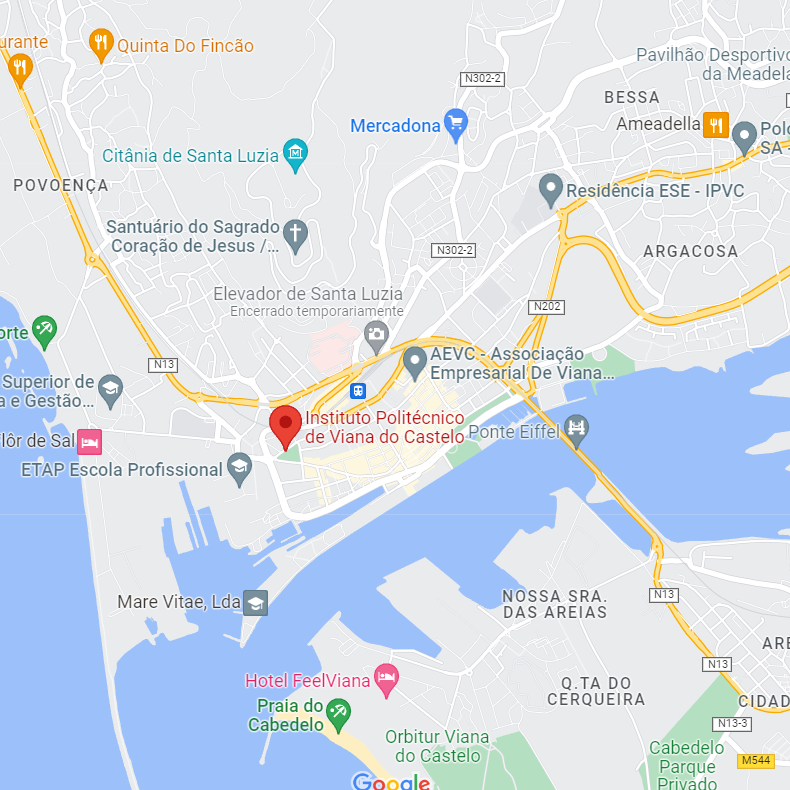 urante
Quinta Do Fincão
N302-2
Pavilhão Desportivo
da Meadela
BESSA
Mercadona
Ameadella
Polo
SA -
Citânia de Santa Luzia
POVOENÇA
Residência ESE - IPVC
Santuário do Sagrado
Coração de Jesus /...
N302-2
ARGACOSA
Elevador de Santa Luzia
Encerrado temporariamente
N202
orte
N13
AEVC - Associação
Empresarial De Viana...
Superior de
a e Gestão...
Instituto Politécnico
de Viana do Castelo
Flôr de Sal
Ponte Eiffel
ETAP Escola Profissional
Mare Vitae, Lda
NOSSA SRA.
DAS AREIAS
N13
ARE
N13
Hotel FeelViana
Q.TA DO
CERQUEIRA
CIDAD
Praia do
Cabedelo
N13-3
Orbitur Viana
do Castelo
Cabedelo
Parque
Privado
M544
Google